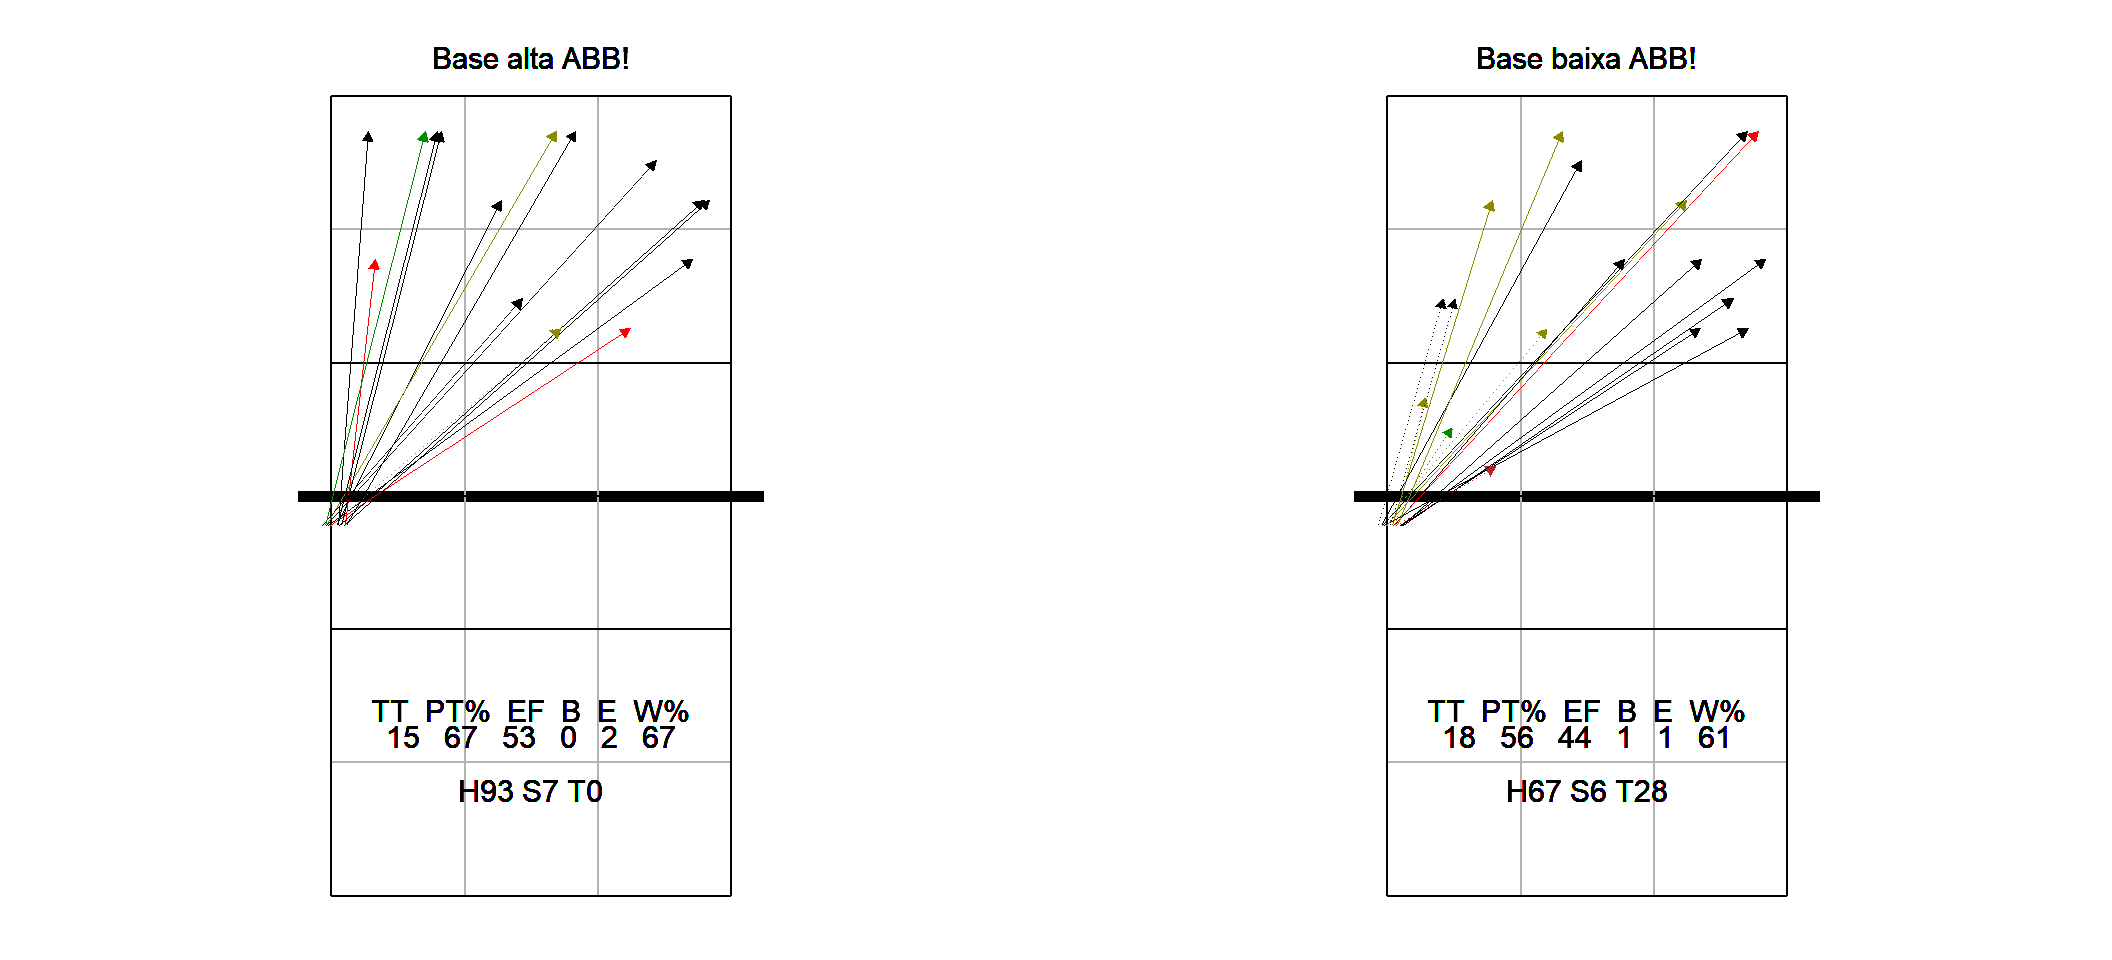 Base alta ABB!
TT PT% EF B E W%
15 67 53 0 2 67
H93 S7 T0
Base baixa ABB!
TT PT% EF B E W%
18 56 44 1 1 61
H67 S6 T28